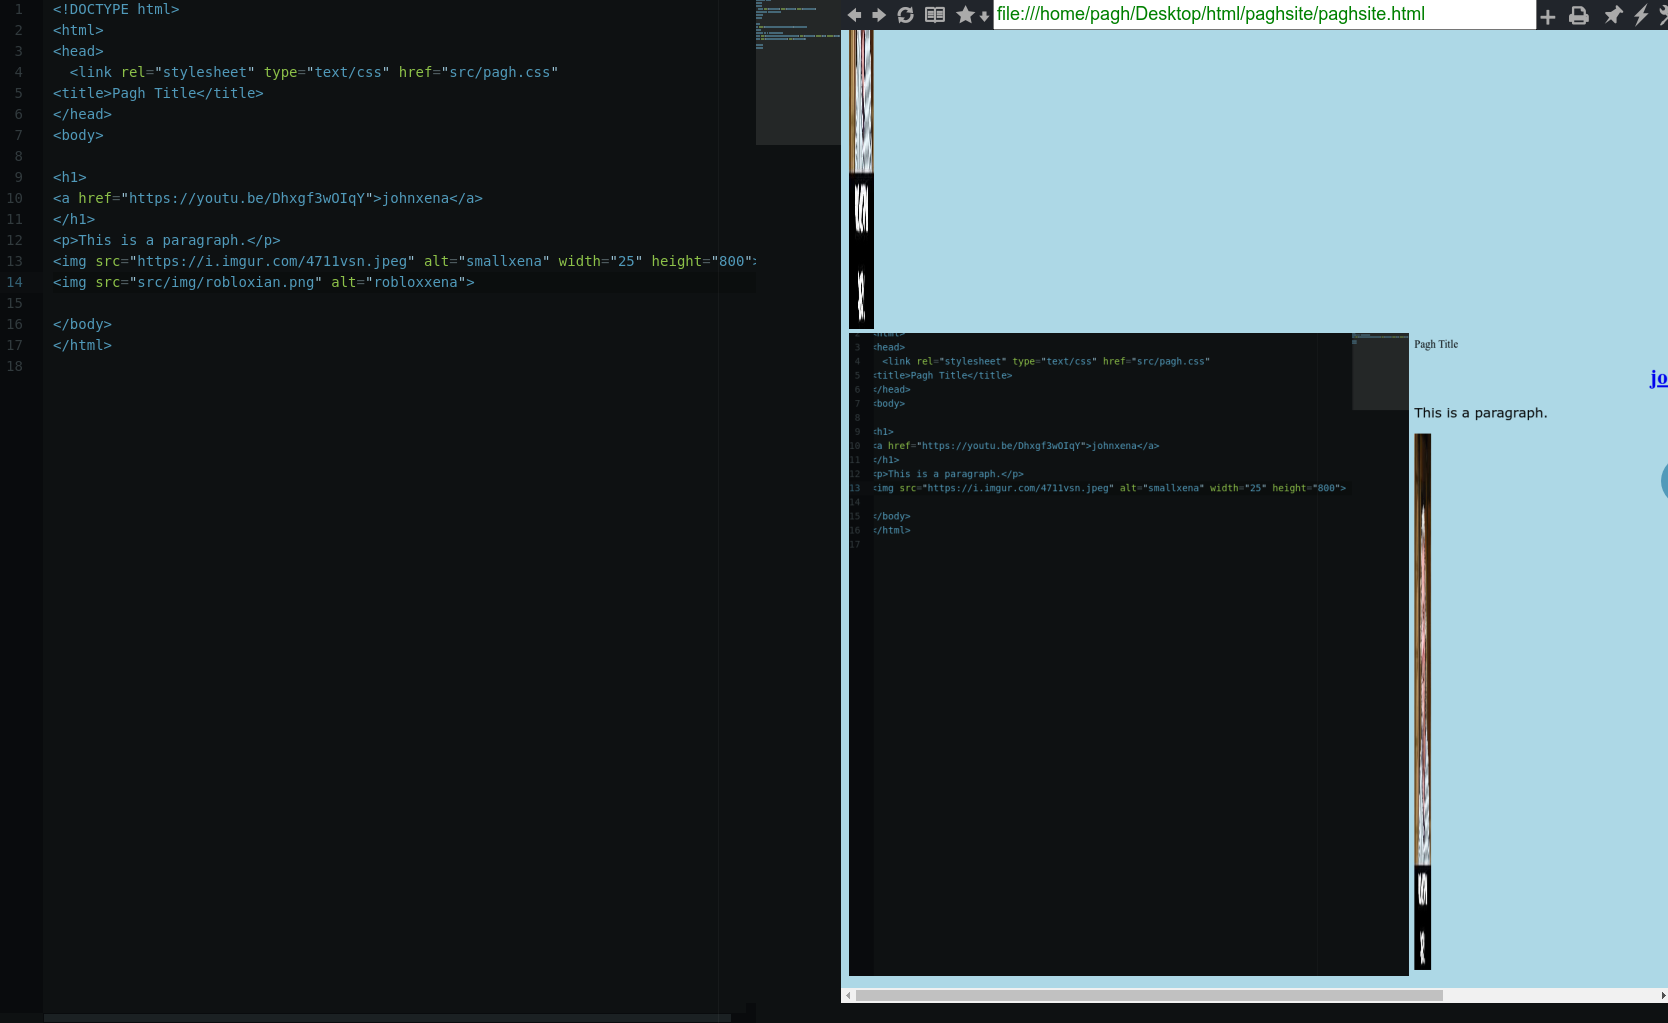 1 <!DOCTYPE html>
2 <html>
3 <head>
4 <link rel="stylesheet" type="text/css" href="src/pagh.css"
5 <title>Pagh Title</title>
6 </head>
7 <body>
8
9 <h1>
10 <a href="https://youtu.be/Dhxgf3wOIqY">johnxena</a>
11 </h1>
12 <p>This is a paragraph.</p>
13 <img src="https://i.imgur.com/4711vsn.jpeg" alt="smallxena" width="25" height="800">
14 <img src="src/img/robloxian.png" alt="robloxxena">
15
16 </body>
17 </html>
18
file:///home/pagh/Desktop/html/paghsite/paghsite.html
2 <html>
3 <head>
4 <link rel="stylesheet" type="text/css" href="src/pagh.css"
5 <title>Pagh Title</title>
6 </head>
7 <body>
8
9 <h1>
10 <a href="https://youtu.be/Dhxgf3wOIqY">johnxena</a>
11 </h1>
12 <p>This is a paragraph.</p>
13 <img src="https://i.imgur.com/4711vsn.jpeg" alt="smallxena" width="25" height="800">
14
15 </body>
16 </html>
17
Pagh Title
jo
This is a paragraph.